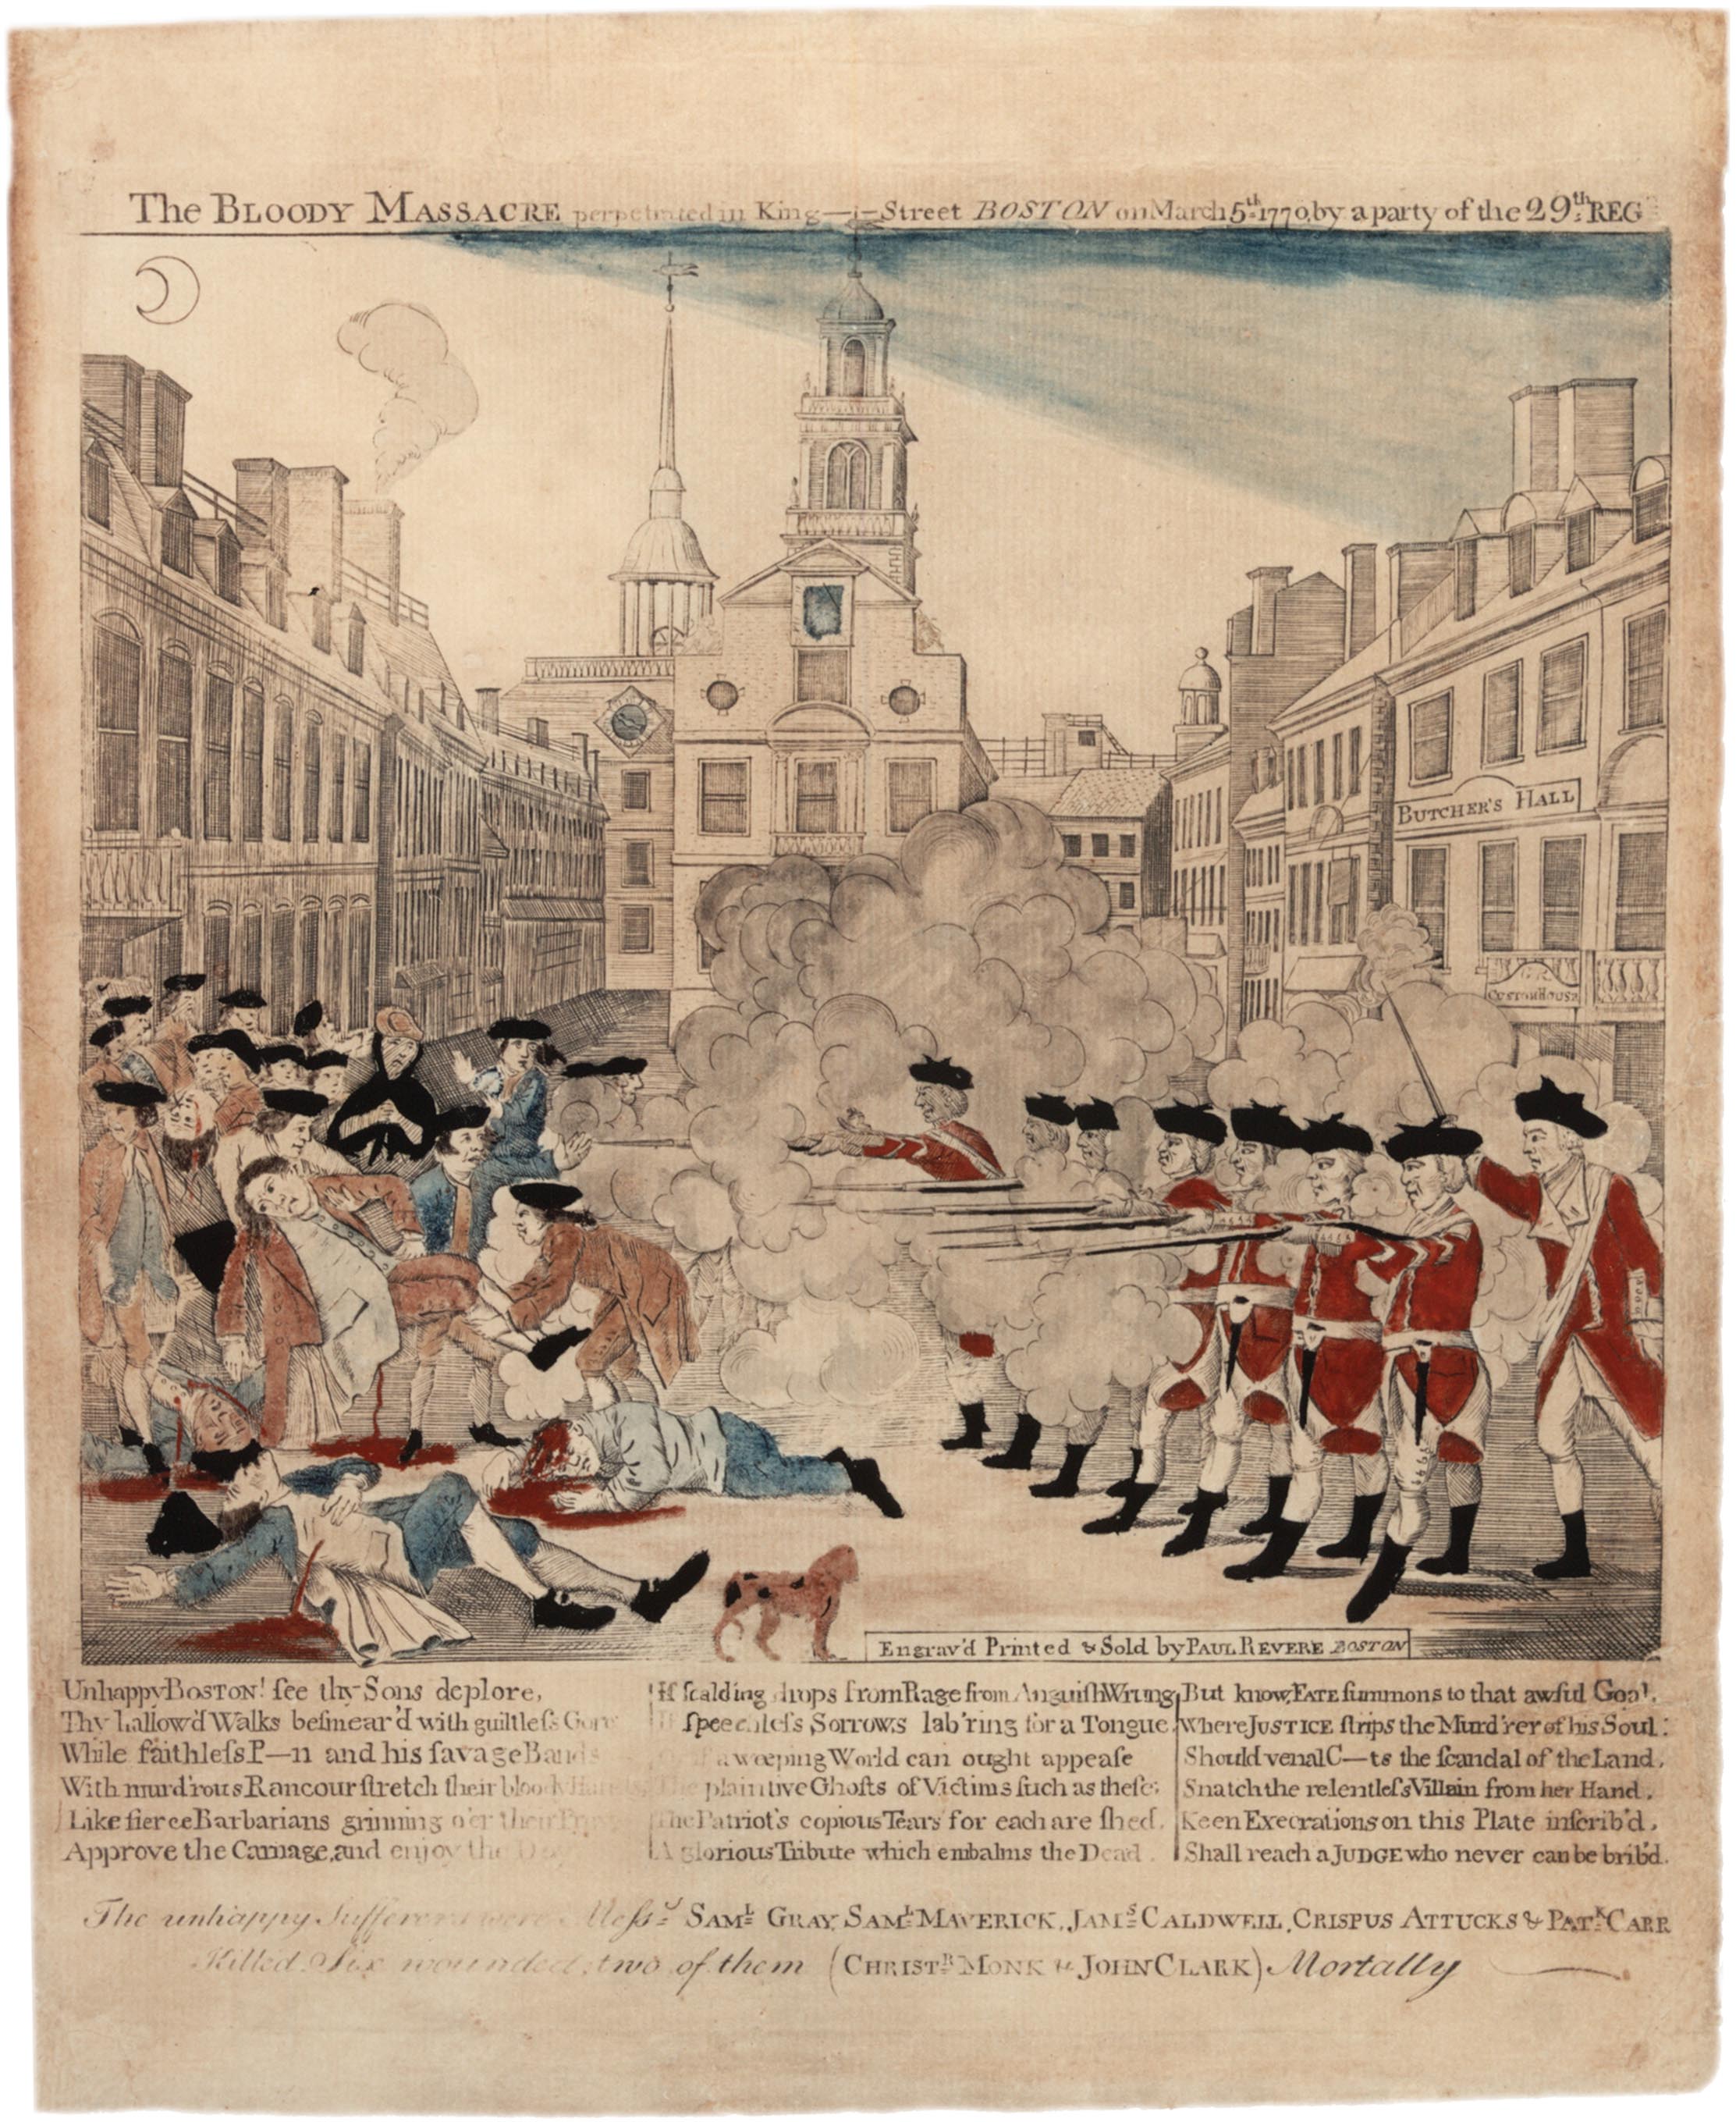 The BLOODY MASSACRE perpetrated in King—i—Street BOSTON on March 5th 1770, by a party of the 29th REG
BUTCHER'S HALL
CUSTOMHOUSE
Engrav'd Printed & Sold by PAUL REVERE BOSTON
Unhappy BOSTON! ſee thy Sons deplore,
Thy hallow'd Walks beſmear'd with guiltleſs Gore
While faithleſs P—n and his ſavage Bands
With murd'rous Rancour ſtretch their bloody Hands
Like fierce Barbarians grinning o'er their Prey
Approve the Carnage, and enjoy the Day
If ſcalding drops from Rage from Anguiſh Wrung
If ſpeechleſs Sorrows lab'ring for a Tongue,
a weeping World can ought appeaſe
The plaintive Ghoſts of Victims ſuch as theſe;
The Patriot's copious Tears for each are ſhed,
A glorious Tribute which embalms the Dead.
But know, FATE ſummons to that awful Goal,
Where JUSTICE ſtrips the Murd'rer of his Soul:
Should venal C—ts the ſcandal of the Land,
Snatch the relentleſs Villain from her Hand,
Keen Execrations on this Plate inſcrib'd,
Shall reach a JUDGE who never can be brib'd.
The unhappy Sufferers were Meſsrs SAML GRAY, SAML MAVERICK, JAMS CALDWELL, CRISPUS ATTUCKS & PATK CARR
Killed. Six wounded; two of them (CHRISTR MONK & JOHN CLARK) Mortally